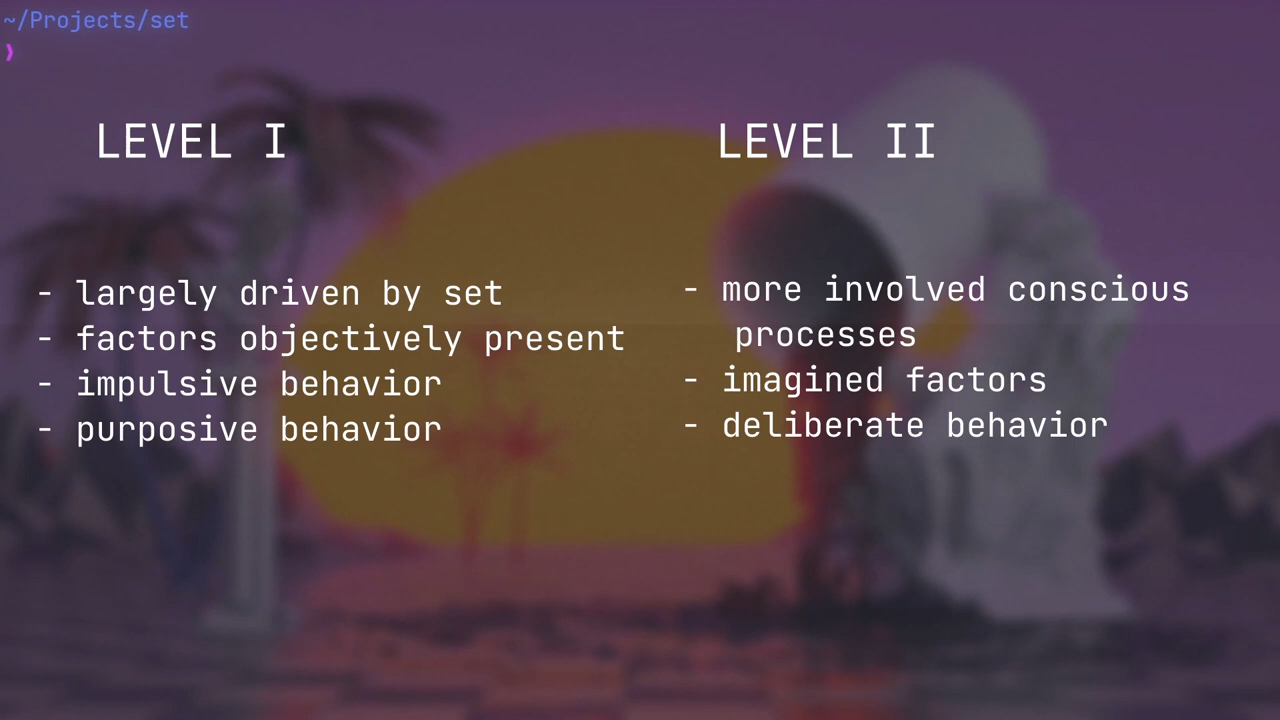 ~/Projects/set
❯
LEVEL I
- largely driven by set
- factors objectively present
- impulsive behavior
- purposive behavior
LEVEL II
- more involved conscious
processes
- imagined factors
- deliberate behavior